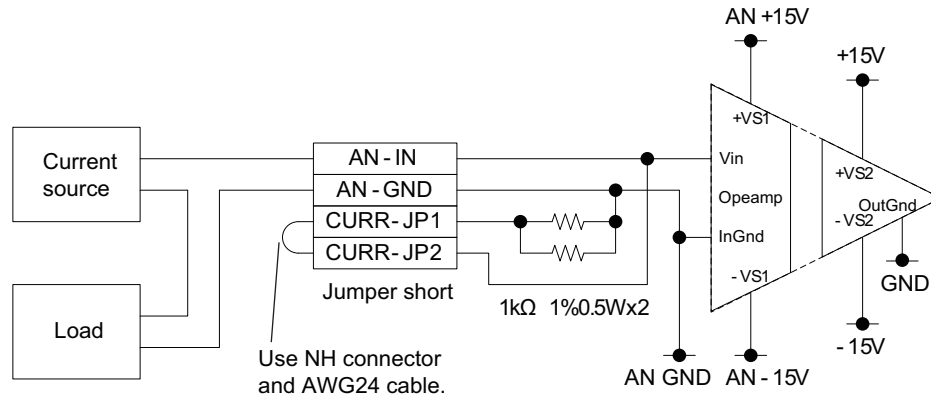 AN +15V
+15V
Current
source
AN-IN
AN-GND
CURR-JP1
CURR-JP2
Jumper short
1kΩ 1%0.5Wx2
+VS1
Vin
Opeamp
InGnd
-VS1
+VS2
OutGnd
-VS2
GND
-15V
Load
Use NH connector
and AWG24 cable.
AN GND
AN-15V